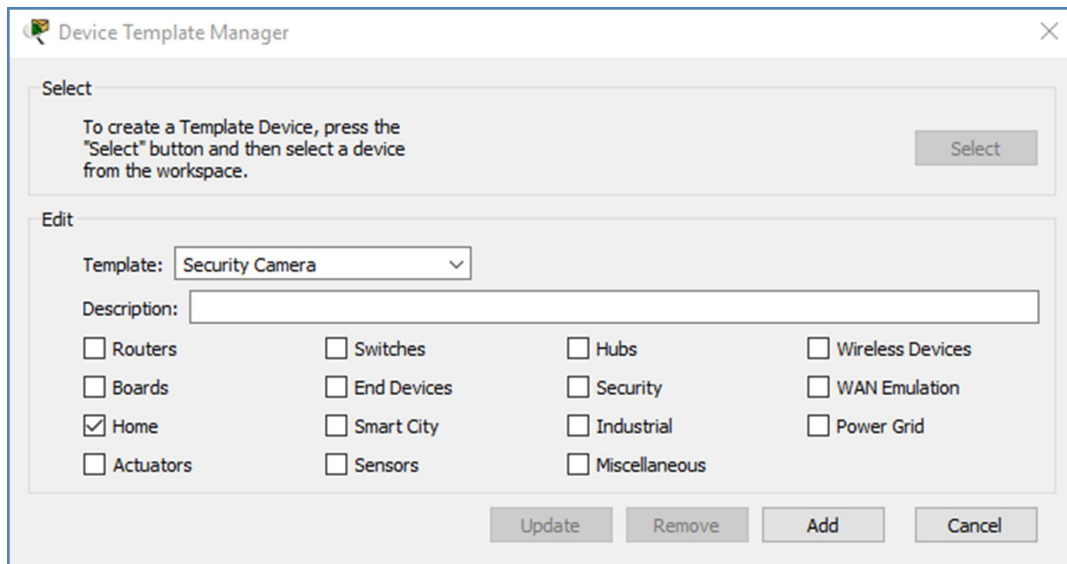 Device Template Manager
Select
To create a Template Device, press the
"Select" button and then select a device
from the workspace.
Select
Edit
Template: Security Camera
Description:
Routers Switches Hubs Wireless Devices
Boards End Devices Security WAN Emulation
Home Smart City Industrial Power Grid
Actuators Sensors Miscellaneous
Update Remove Add Cancel